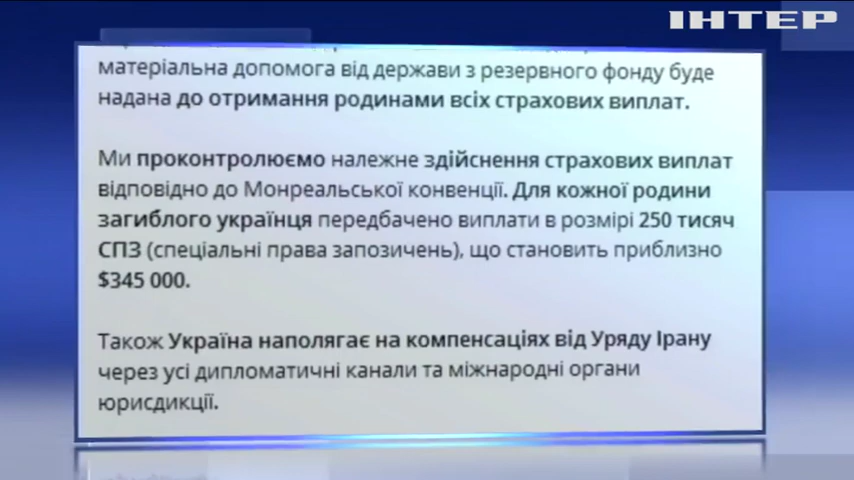 ІНТЕР
матеріальна допомога від держави з резервного фонду буде
надана до отримання родинами всіх страхових виплат.
Ми проконтролюємо належне здійснення страхових виплат
відповідно до Монреальської конвенції. Для кожної родини
загиблого українця передбачено виплати в розмірі 250 тисяч
СПЗ (спеціальні права запозичень), що становить приблизно
$345 000.
Також Україна наполягає на компенсаціях від Уряду Ірану
через усі дипломатичні канали та міжнародні органи
юрисдикції.